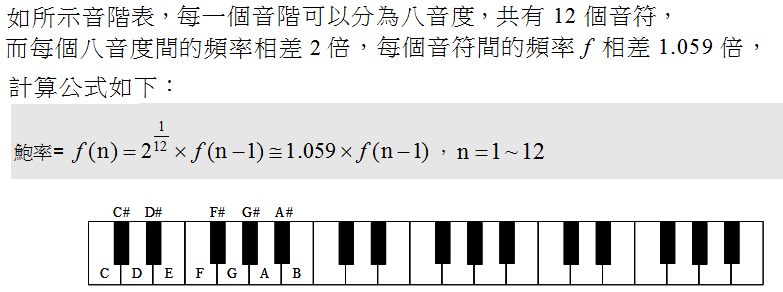 如所示音階表，每一個音階可以分為八音度，共有 12 個音符，
而每個八音度間的頻率相差 2 倍，每個音符間的頻率 f 相差 1.059 倍，
計算公式如下：
鮑率= f(n) = 2^(1/12) × f(n−1) ≅ 1.059 × f(n−1) ，n = 1 ~ 12
C# D# F# G# A#
C D E F G A B